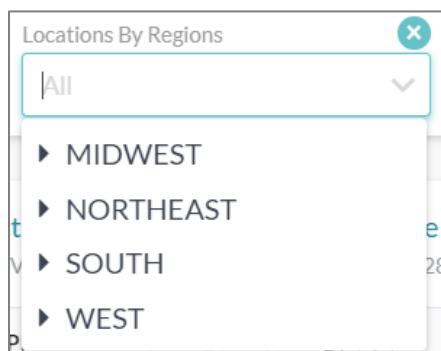 Locations By Regions
All
MIDWEST
NORTHEAST
SOUTH
WEST